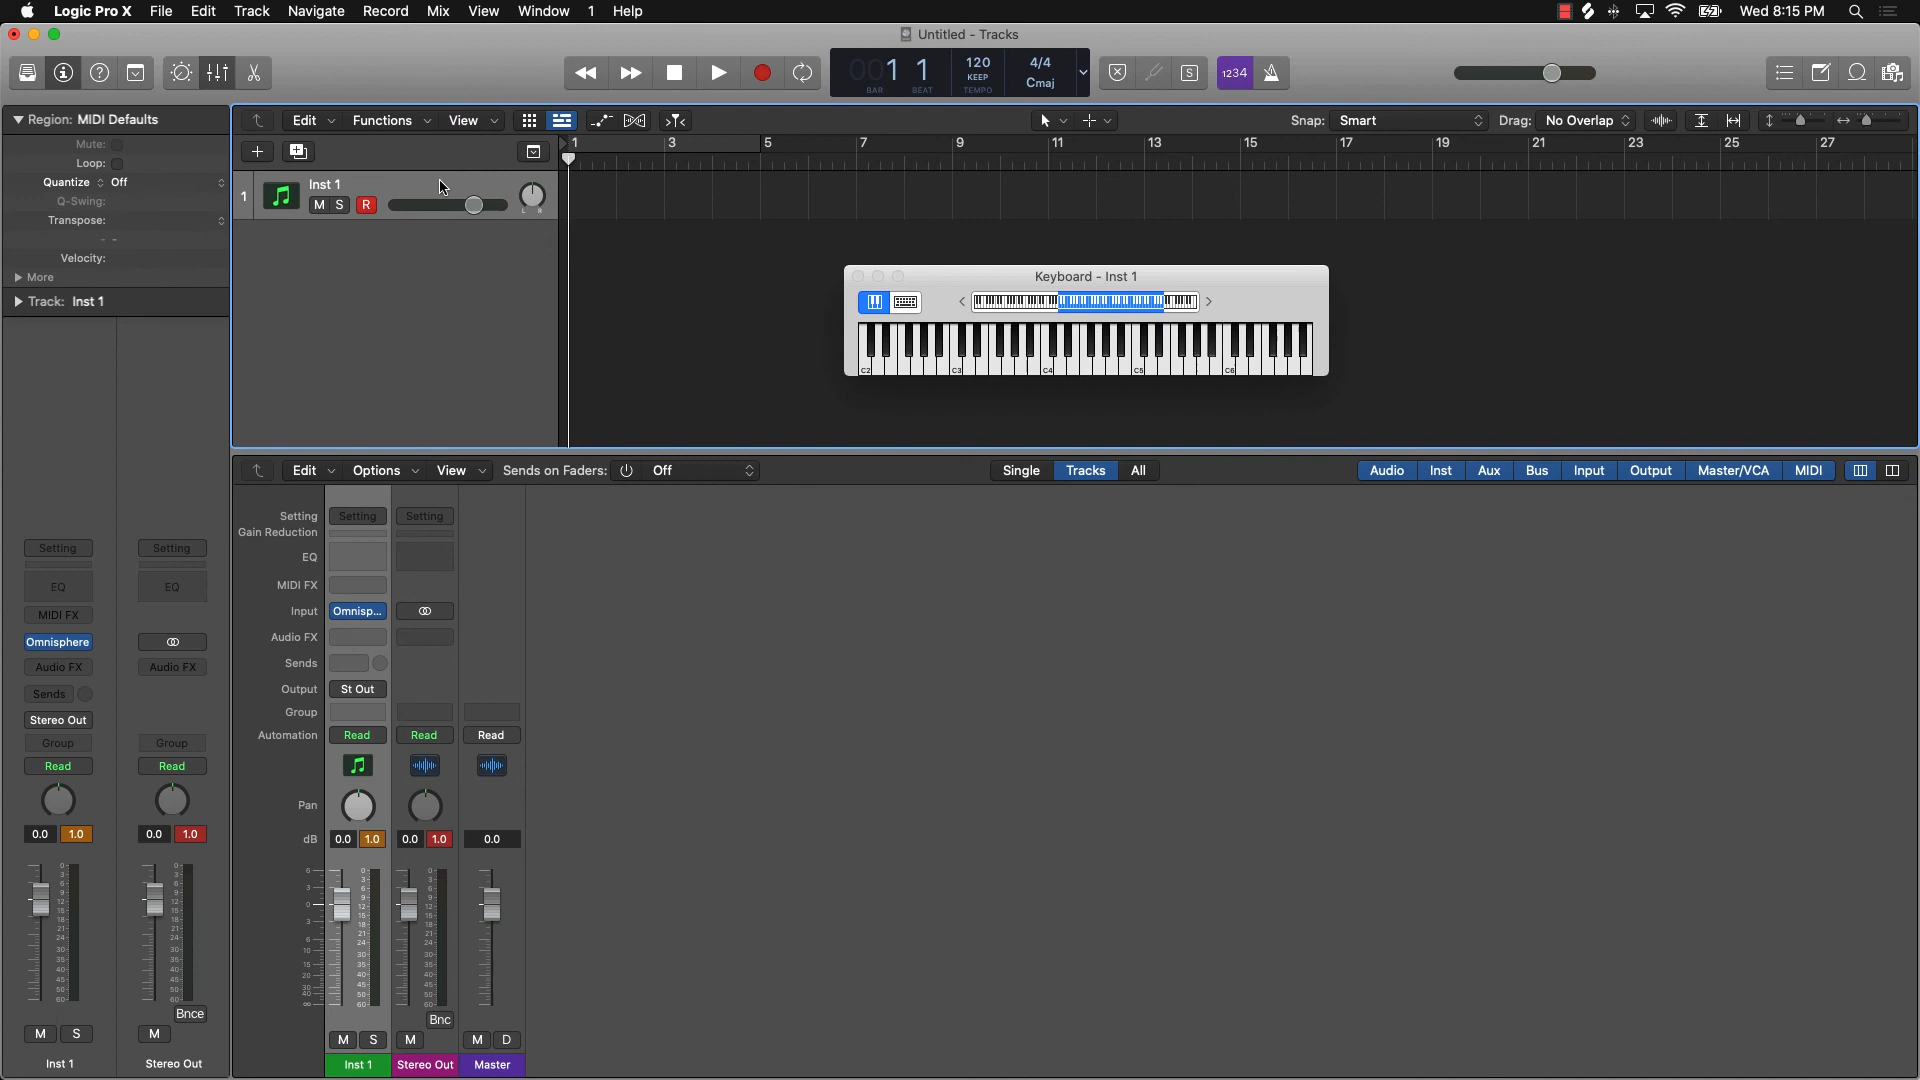 Logic Pro X File Edit Track Navigate Record Mix View Window 1 Help Wed 8:15 PM
Untitled - Tracks
001 1 120 4/4
KEEP Cmaj
BAR BEAT TEMPO
S 1234
Region: MIDI Defaults
Mute:
Loop:
Quantize Off
Q-Swing:
Transpose:
- -
Velocity:
More
Track: Inst 1
Edit Functions View Snap: Smart Drag: No Overlap
1 3 5 7 9 11 13 15 17 19 21 23 25 27
1 Inst 1
M S R L R
Keyboard - Inst 1
C2 C3 C4 C5 C6
Edit Options View Sends on Faders: Off Single Tracks All Audio Inst Aux Bus Input Output Master/VCA MIDI
Setting Setting
EQ EQ
MIDI FX
Omnisphere
Audio FX Audio FX
Sends
Stereo Out
Group Group
Read Read
0.0 1.0 0.0 1.0
Bnce
M S M
Inst 1 Stereo Out
Setting Setting Setting
Gain Reduction
EQ
MIDI FX
Input Omnisp...
Audio FX
Sends
Output St Out
Group
Automation Read Read Read
Pan
dB 0.0 1.0 0.0 1.0 0.0
Bnc
M S M M D
Inst 1 Stereo Out Master